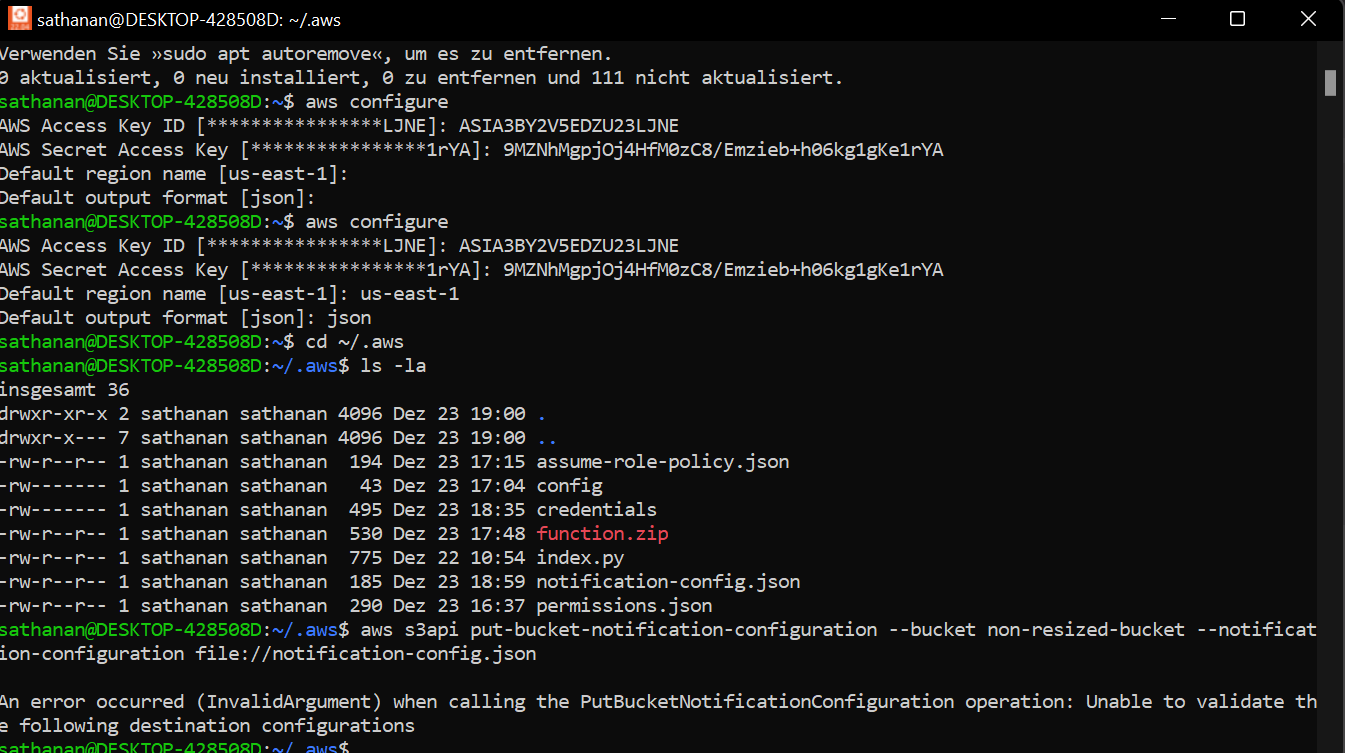 sathanan@DESKTOP-428508D: ~/.aws
Verwenden Sie »sudo apt autoremove«, um es zu entfernen.
0 aktualisiert, 0 neu installiert, 0 zu entfernen und 111 nicht aktualisiert.
sathanan@DESKTOP-428508D:~$ aws configure
AWS Access Key ID [****************LJNE]: ASIA3BY2V5EDZU23LJNE
AWS Secret Access Key [****************1rYA]: 9MZNhMgpjOj4HfM0zC8/Emzieb+h06kg1gKe1rYA
Default region name [us-east-1]:
Default output format [json]:
sathanan@DESKTOP-428508D:~$ aws configure
AWS Access Key ID [****************LJNE]: ASIA3BY2V5EDZU23LJNE
AWS Secret Access Key [****************1rYA]: 9MZNhMgpjOj4HfM0zC8/Emzieb+h06kg1gKe1rYA
Default region name [us-east-1]: us-east-1
Default output format [json]: json
sathanan@DESKTOP-428508D:~$ cd ~/.aws
sathanan@DESKTOP-428508D:~/.aws$ ls -la
insgesamt 36
drwxr-xr-x 2 sathanan sathanan 4096 Dez 23 19:00 .
drwxr-x--- 7 sathanan sathanan 4096 Dez 23 19:00 ..
-rw-r--r-- 1 sathanan sathanan  194 Dez 23 17:15 assume-role-policy.json
-rw------- 1 sathanan sathanan   43 Dez 23 17:04 config
-rw------- 1 sathanan sathanan  495 Dez 23 18:35 credentials
-rw-r--r-- 1 sathanan sathanan  530 Dez 23 17:48 function.zip
-rw-r--r-- 1 sathanan sathanan  775 Dez 22 10:54 index.py
-rw-r--r-- 1 sathanan sathanan  185 Dez 23 18:59 notification-config.json
-rw-r--r-- 1 sathanan sathanan  290 Dez 23 16:37 permissions.json
sathanan@DESKTOP-428508D:~/.aws$ aws s3api put-bucket-notification-configuration --bucket non-resized-bucket --notificat
ion-configuration file://notification-config.json
An error occurred (InvalidArgument) when calling the PutBucketNotificationConfiguration operation: Unable to validate th
e following destination configurations
sathanan@DESKTOP-428508D:~/.aws$